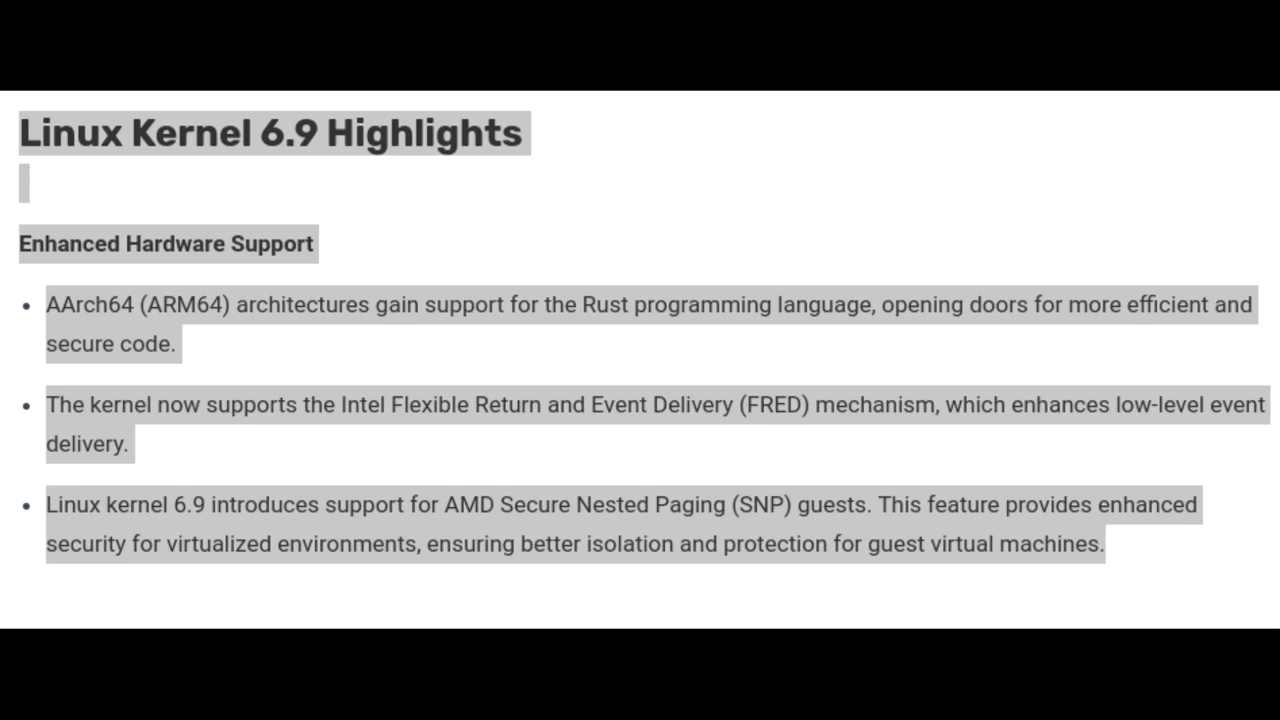 Linux Kernel 6.9 Highlights
Enhanced Hardware Support
• AArch64 (ARM64) architectures gain support for the Rust programming language, opening doors for more efficient and
secure code.
• The kernel now supports the Intel Flexible Return and Event Delivery (FRED) mechanism, which enhances low-level event
delivery.
• Linux kernel 6.9 introduces support for AMD Secure Nested Paging (SNP) guests. This feature provides enhanced
security for virtualized environments, ensuring better isolation and protection for guest virtual machines.